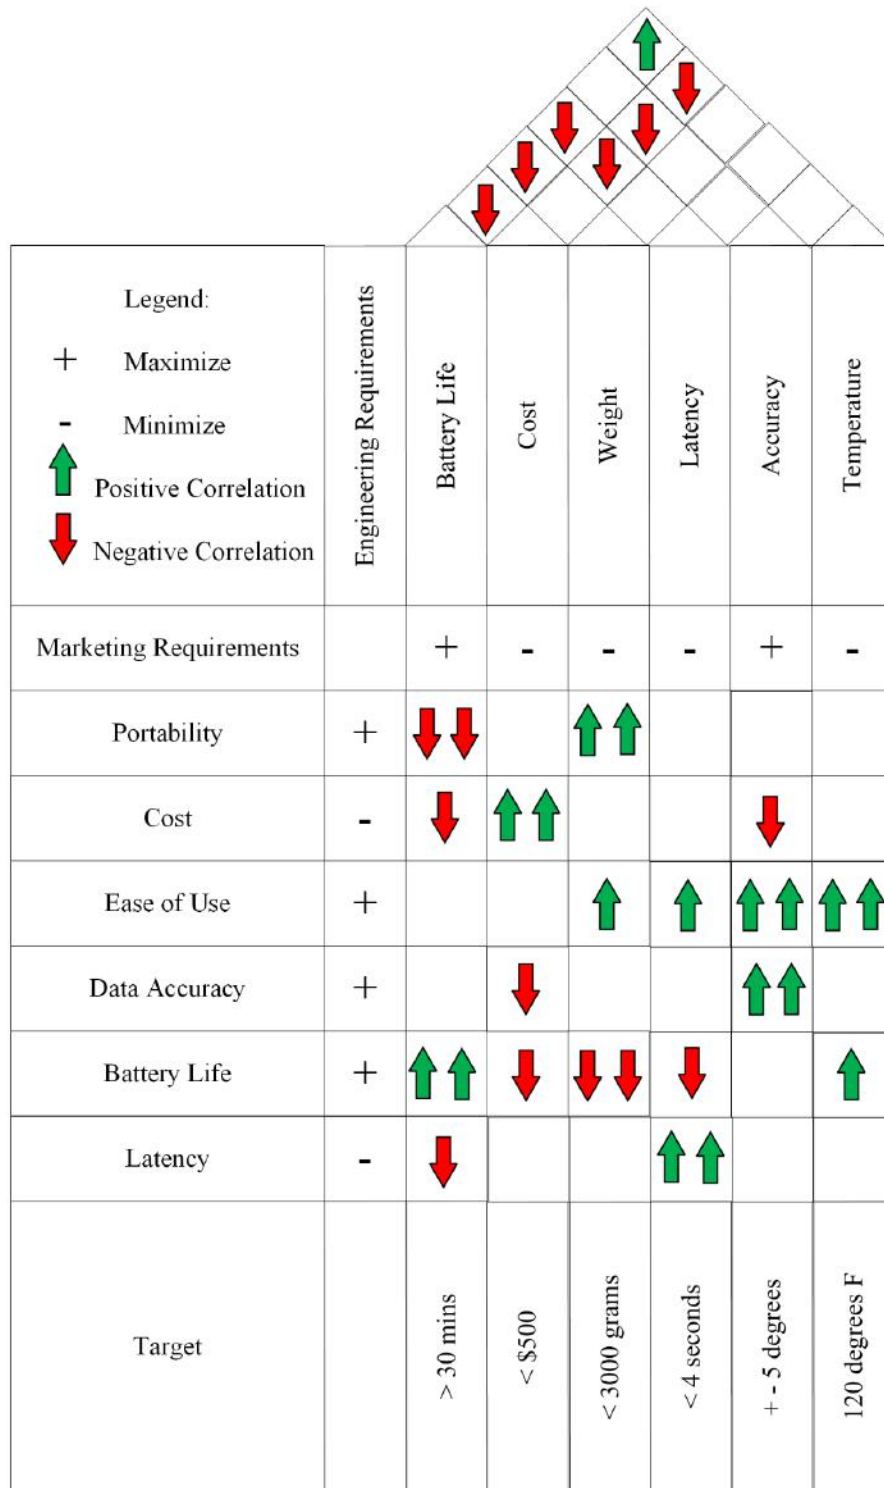 Legend:
+ Maximize
- Minimize
Positive Correlation
Negative Correlation
Engineering Requirements
Battery Life
Cost
Weight
Latency
Accuracy
Temperature
Marketing Requirements + - - - + -
Portability +
Cost -
Ease of Use +
Data Accuracy +
Battery Life +
Latency -
Target
> 30 mins
< $500
< 3000 grams
< 4 seconds
+ - 5 degrees
120 degrees F